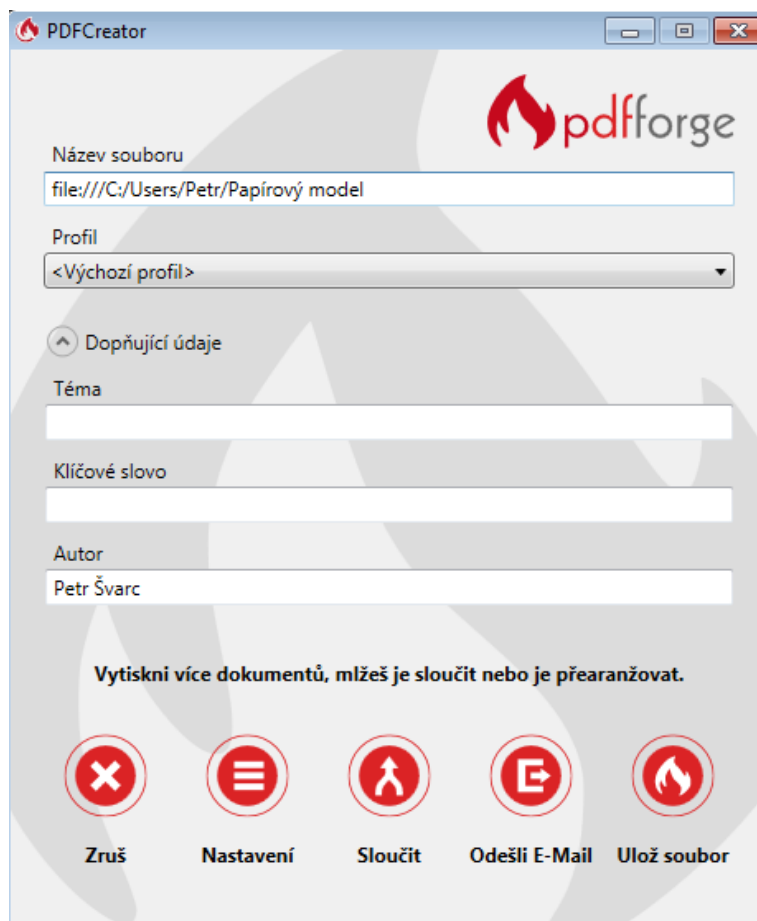 PDFCreator
pdfforge
Název souboru
file:///C:/Users/Petr/Papírový model
Profil
<Výchozí profil>
Dopňující údaje
Téma
Klíčové slovo
Autor
Petr Švarc
Vytiskni více dokumentů, mlžeš je sloučit nebo je přearanžovat.
Zruš Nastavení Sloučit Odešli E-Mail Ulož soubor